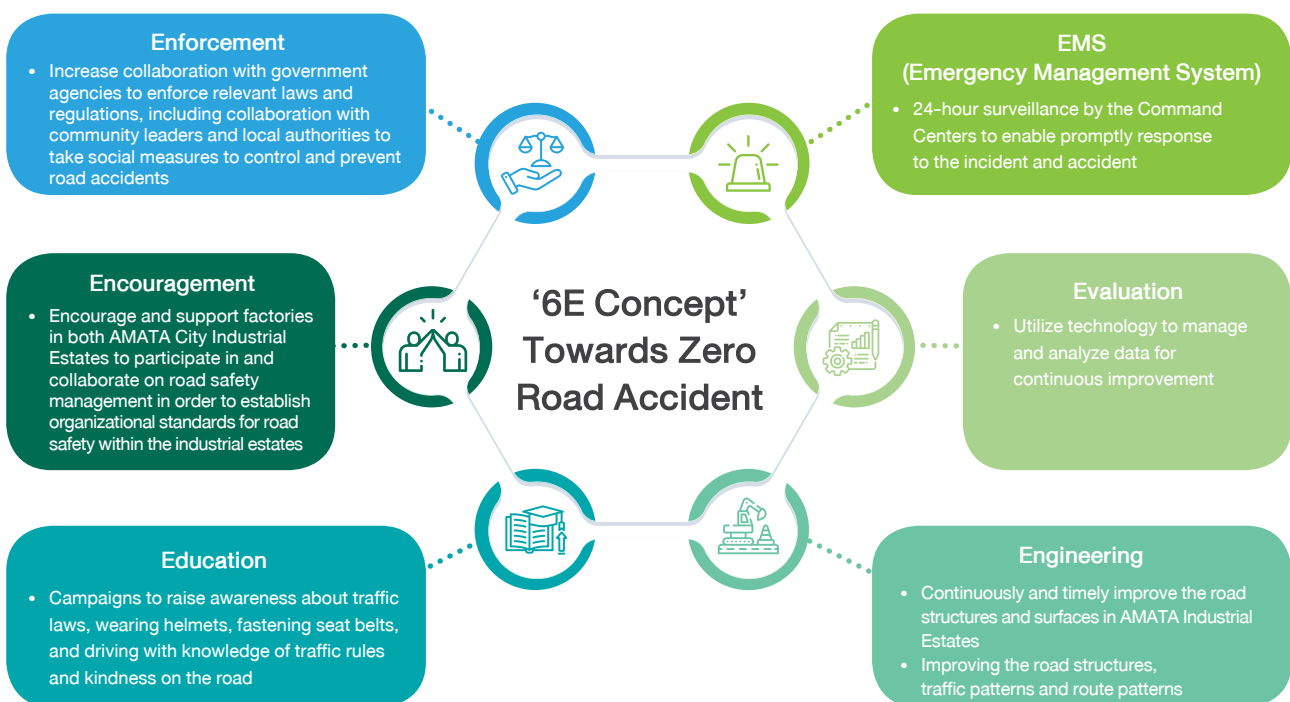 Enforcement
• Increase collaboration with government
agencies to enforce relevant laws and
regulations, including collaboration with
community leaders and local authorities to
take social measures to control and prevent
road accidents
EMS
(Emergency Management System)
• 24-hour surveillance by the Command
Centers to enable promptly response
to the incident and accident
Encouragement
• Encourage and support factories
in both AMATA City Industrial
Estates to participate in and
collaborate on road safety
management in order to establish
organizational standards for road
safety within the industrial estates
‘6E Concept’
Towards Zero
Road Accident
Evaluation
• Utilize technology to manage
and analyze data for
continuous improvement
Education
• Campaigns to raise awareness about traffic
laws, wearing helmets, fastening seat belts,
and driving with knowledge of traffic rules
and kindness on the road
Engineering
• Continuously and timely improve the road
structures and surfaces in AMATA Industrial
Estates
• Improving the road structures,
traffic patterns and route patterns